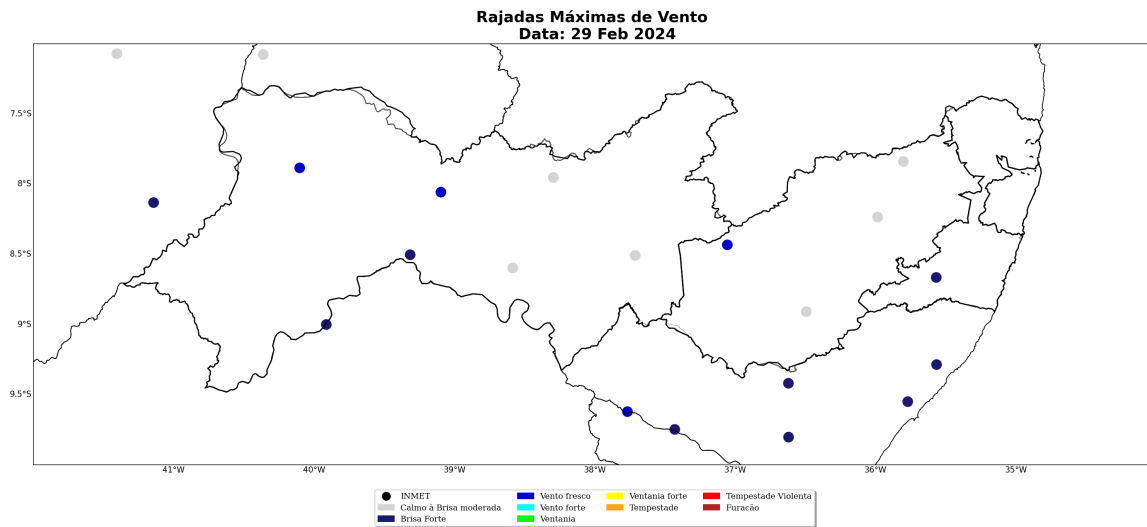 Rajadas Máximas de Vento
Data: 29 Feb 2024
7.5°S
8°S
8.5°S
9°S
9.5°S
41°W 40°W 39°W 38°W 37°W 36°W 35°W
INMET Vento fresco Ventania forte Tempestade Violenta
Calmo à Brisa moderada Vento forte Tempestade Furacão
Brisa Forte Ventania